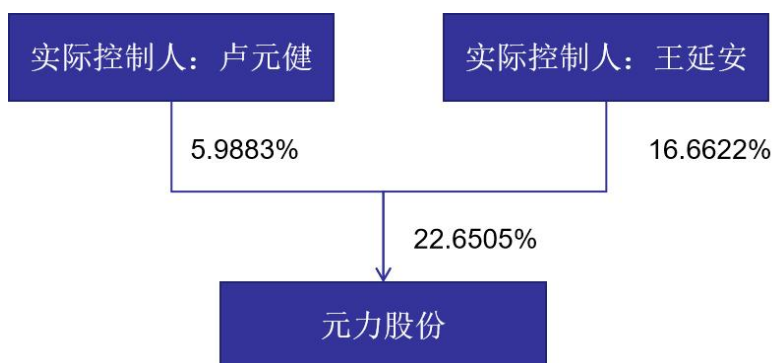 实际控制人：卢元健
实际控制人：王延安
5.9883%
16.6622%
22.6505%
元力股份